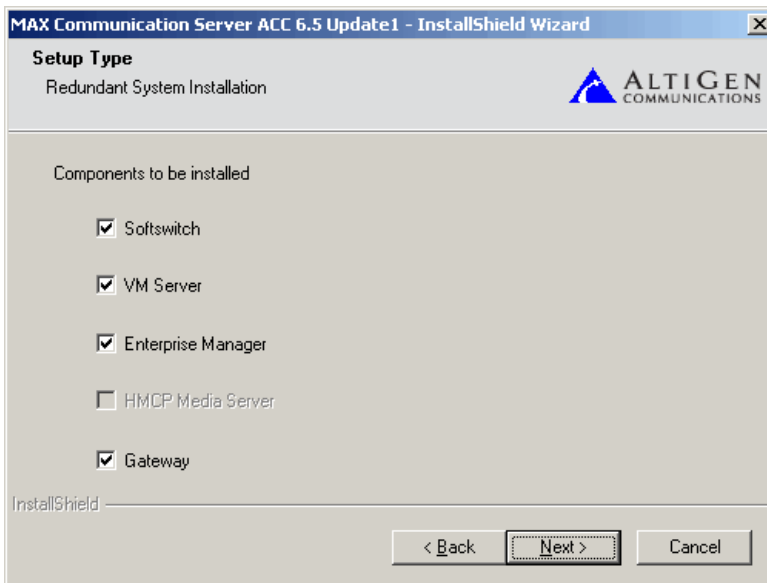 MAX Communication Server ACC 6.5 Update1 - InstallShield Wizard
Setup Type
Redundant System Installation
ALTIGEN
COMMUNICATIONS
Components to be installed
Softswitch
VM Server
Enterprise Manager
HMCP Media Server
Gateway
InstallShield
< Back
Next >
Cancel